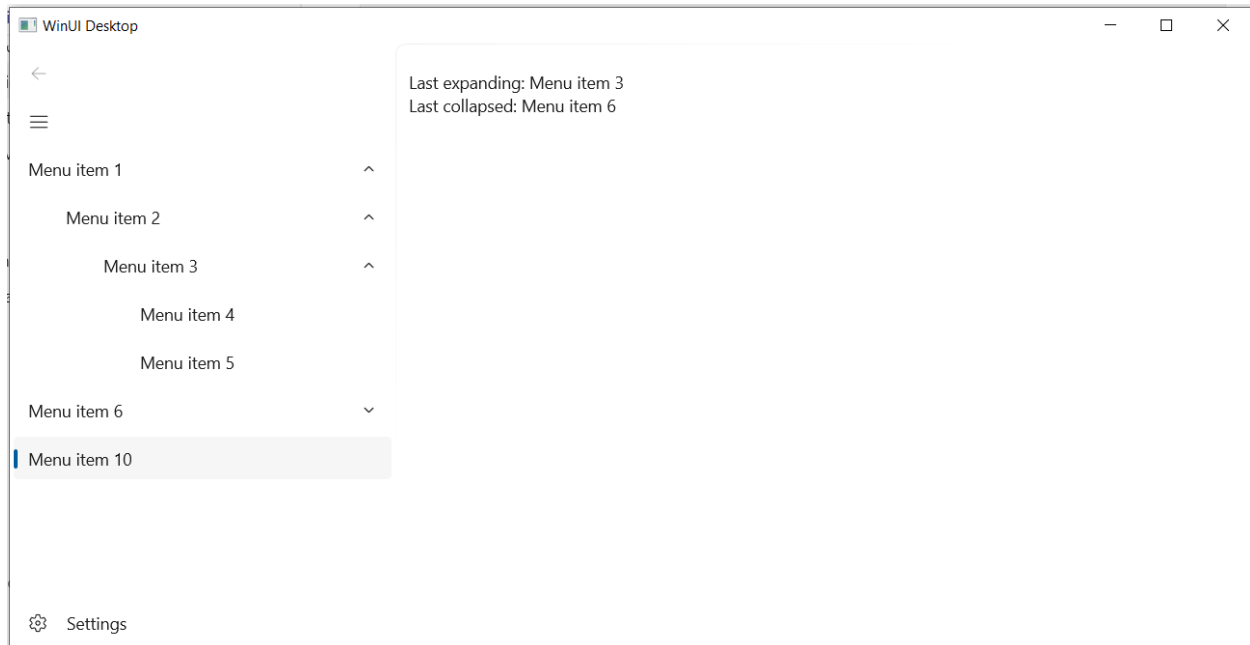 WinUI Desktop
Last expanding: Menu item 3
Last collapsed: Menu item 6
Menu item 1
Menu item 2
Menu item 3
Menu item 4
Menu item 5
Menu item 6
Menu item 10
Settings